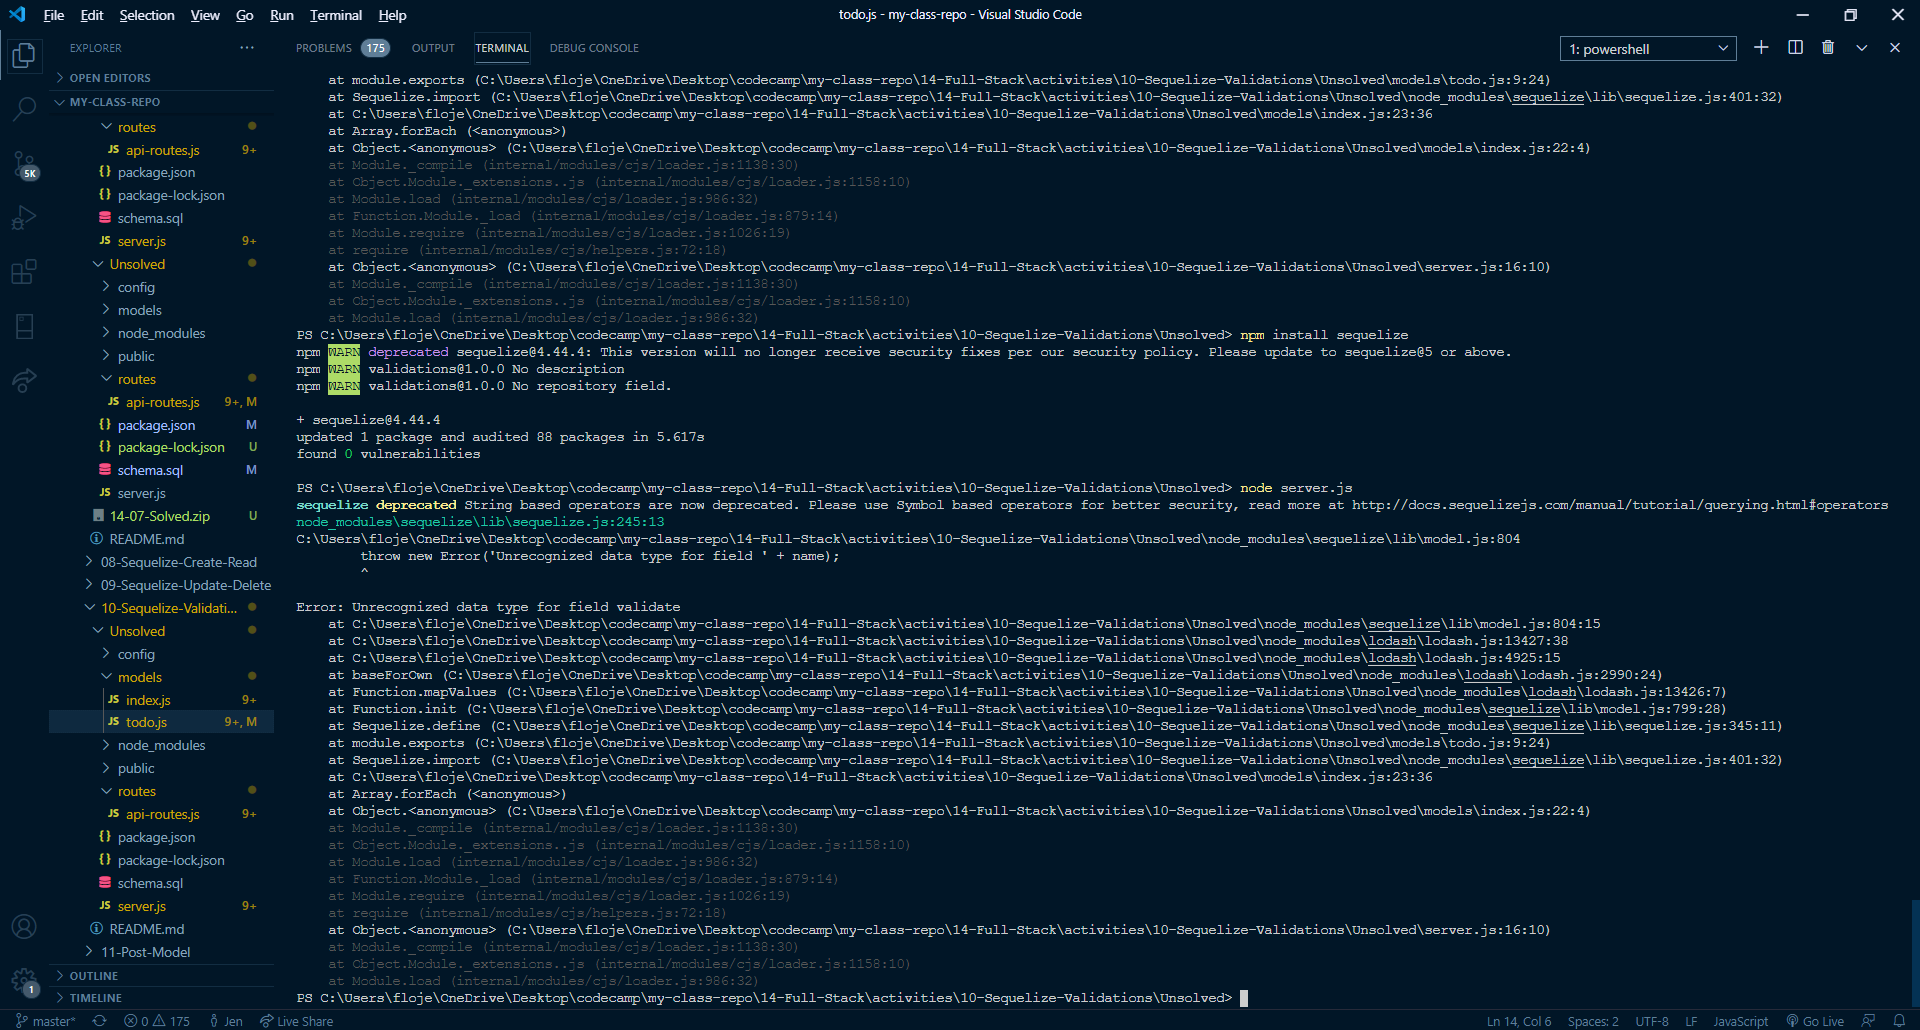 File Edit Selection View Go Run Terminal Help
todo.js - my-class-repo - Visual Studio Code
EXPLORER
OPEN EDITORS
MY-CLASS-REPO
routes
JS api-routes.js 9+
{} package.json
{} package-lock.json
schema.sql
JS server.js 9+
Unsolved
config
models
node_modules
public
routes
JS api-routes.js 9+, M
{} package.json M
{} package-lock.json U
schema.sql M
JS server.js
14-07-Solved.zip U
README.md
08-Sequelize-Create-Read
09-Sequelize-Update-Delete
10-Sequelize-Validati...
Unsolved
config
models
JS index.js 9+
JS todo.js 9+, M
node_modules
public
routes
JS api-routes.js 9+
{} package.json
{} package-lock.json
schema.sql
JS server.js 9+
README.md
11-Post-Model
OUTLINE
TIMELINE
5K
1
PROBLEMS 175 OUTPUT TERMINAL DEBUG CONSOLE
1: powershell
at module.exports (C:\Users\floje\OneDrive\Desktop\codecamp\my-class-repo\14-Full-Stack\activities\10-Sequelize-Validations\Unsolved\models\todo.js:9:24)
at Sequelize.import (C:\Users\floje\OneDrive\Desktop\codecamp\my-class-repo\14-Full-Stack\activities\10-Sequelize-Validations\Unsolved\node_modules\sequelize\lib\sequelize.js:401:32)
at C:\Users\floje\OneDrive\Desktop\codecamp\my-class-repo\14-Full-Stack\activities\10-Sequelize-Validations\Unsolved\models\index.js:23:36
at Array.forEach (<anonymous>)
at Object.<anonymous> (C:\Users\floje\OneDrive\Desktop\codecamp\my-class-repo\14-Full-Stack\activities\10-Sequelize-Validations\Unsolved\models\index.js:22:4)
at Module._compile (internal/modules/cjs/loader.js:1138:30)
at Object.Module._extensions..js (internal/modules/cjs/loader.js:1158:10)
at Module.load (internal/modules/cjs/loader.js:986:32)
at Function.Module._load (internal/modules/cjs/loader.js:879:14)
at Module.require (internal/modules/cjs/loader.js:1026:19)
at require (internal/modules/cjs/helpers.js:72:18)
at Object.<anonymous> (C:\Users\floje\OneDrive\Desktop\codecamp\my-class-repo\14-Full-Stack\activities\10-Sequelize-Validations\Unsolved\server.js:16:10)
at Module._compile (internal/modules/cjs/loader.js:1138:30)
at Object.Module._extensions..js (internal/modules/cjs/loader.js:1158:10)
at Module.load (internal/modules/cjs/loader.js:986:32)
PS C:\Users\floje\OneDrive\Desktop\codecamp\my-class-repo\14-Full-Stack\activities\10-Sequelize-Validations\Unsolved> npm install sequelize
npm WARN deprecated sequelize@4.44.4: This version will no longer receive security fixes per our security policy. Please update to sequelize@5 or above.
npm WARN validations@1.0.0 No description
npm WARN validations@1.0.0 No repository field.
+ sequelize@4.44.4
updated 1 package and audited 88 packages in 5.617s
found 0 vulnerabilities
PS C:\Users\floje\OneDrive\Desktop\codecamp\my-class-repo\14-Full-Stack\activities\10-Sequelize-Validations\Unsolved> node server.js
sequelize deprecated String based operators are now deprecated. Please use Symbol based operators for better security, read more at http://docs.sequelizejs.com/manual/tutorial/querying.html#operators
node_modules\sequelize\lib\sequelize.js:245:13
C:\Users\floje\OneDrive\Desktop\codecamp\my-class-repo\14-Full-Stack\activities\10-Sequelize-Validations\Unsolved\node_modules\sequelize\lib\model.js:804
throw new Error('Unrecognized data type for field ' + name);
^
Error: Unrecognized data type for field validate
at C:\Users\floje\OneDrive\Desktop\codecamp\my-class-repo\14-Full-Stack\activities\10-Sequelize-Validations\Unsolved\node_modules\sequelize\lib\model.js:804:15
at C:\Users\floje\OneDrive\Desktop\codecamp\my-class-repo\14-Full-Stack\activities\10-Sequelize-Validations\Unsolved\node_modules\lodash\lodash.js:13427:38
at C:\Users\floje\OneDrive\Desktop\codecamp\my-class-repo\14-Full-Stack\activities\10-Sequelize-Validations\Unsolved\node_modules\lodash\lodash.js:4925:15
at baseForOwn (C:\Users\floje\OneDrive\Desktop\codecamp\my-class-repo\14-Full-Stack\activities\10-Sequelize-Validations\Unsolved\node_modules\lodash\lodash.js:2990:24)
at Function.mapValues (C:\Users\floje\OneDrive\Desktop\codecamp\my-class-repo\14-Full-Stack\activities\10-Sequelize-Validations\Unsolved\node_modules\lodash\lodash.js:13426:7)
at Function.init (C:\Users\floje\OneDrive\Desktop\codecamp\my-class-repo\14-Full-Stack\activities\10-Sequelize-Validations\Unsolved\node_modules\sequelize\lib\model.js:799:28)
at Sequelize.define (C:\Users\floje\OneDrive\Desktop\codecamp\my-class-repo\14-Full-Stack\activities\10-Sequelize-Validations\Unsolved\node_modules\sequelize\lib\sequelize.js:345:11)
at module.exports (C:\Users\floje\OneDrive\Desktop\codecamp\my-class-repo\14-Full-Stack\activities\10-Sequelize-Validations\Unsolved\models\todo.js:9:24)
at Sequelize.import (C:\Users\floje\OneDrive\Desktop\codecamp\my-class-repo\14-Full-Stack\activities\10-Sequelize-Validations\Unsolved\node_modules\sequelize\lib\sequelize.js:401:32)
at C:\Users\floje\OneDrive\Desktop\codecamp\my-class-repo\14-Full-Stack\activities\10-Sequelize-Validations\Unsolved\models\index.js:23:36
at Array.forEach (<anonymous>)
at Object.<anonymous> (C:\Users\floje\OneDrive\Desktop\codecamp\my-class-repo\14-Full-Stack\activities\10-Sequelize-Validations\Unsolved\models\index.js:22:4)
at Module._compile (internal/modules/cjs/loader.js:1138:30)
at Object.Module._extensions..js (internal/modules/cjs/loader.js:1158:10)
at Module.load (internal/modules/cjs/loader.js:986:32)
at Function.Module._load (internal/modules/cjs/loader.js:879:14)
at Module.require (internal/modules/cjs/loader.js:1026:19)
at require (internal/modules/cjs/helpers.js:72:18)
at Object.<anonymous> (C:\Users\floje\OneDrive\Desktop\codecamp\my-class-repo\14-Full-Stack\activities\10-Sequelize-Validations\Unsolved\server.js:16:10)
at Module._compile (internal/modules/cjs/loader.js:1138:30)
at Object.Module._extensions..js (internal/modules/cjs/loader.js:1158:10)
at Module.load (internal/modules/cjs/loader.js:986:32)
PS C:\Users\floje\OneDrive\Desktop\codecamp\my-class-repo\14-Full-Stack\activities\10-Sequelize-Validations\Unsolved>
master* 0 175 Jen Live Share
Ln 14, Col 6 Spaces: 2 UTF-8 LF JavaScript Go Live